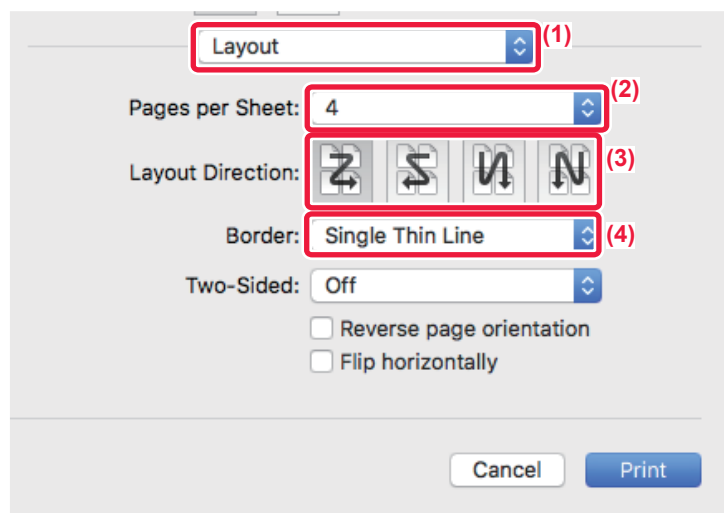 Layout (1)
Pages per Sheet: 4 (2)
Layout Direction: (3)
Border: Single Thin Line (4)
Two-Sided: Off
Reverse page orientation
Flip horizontally
Cancel Print